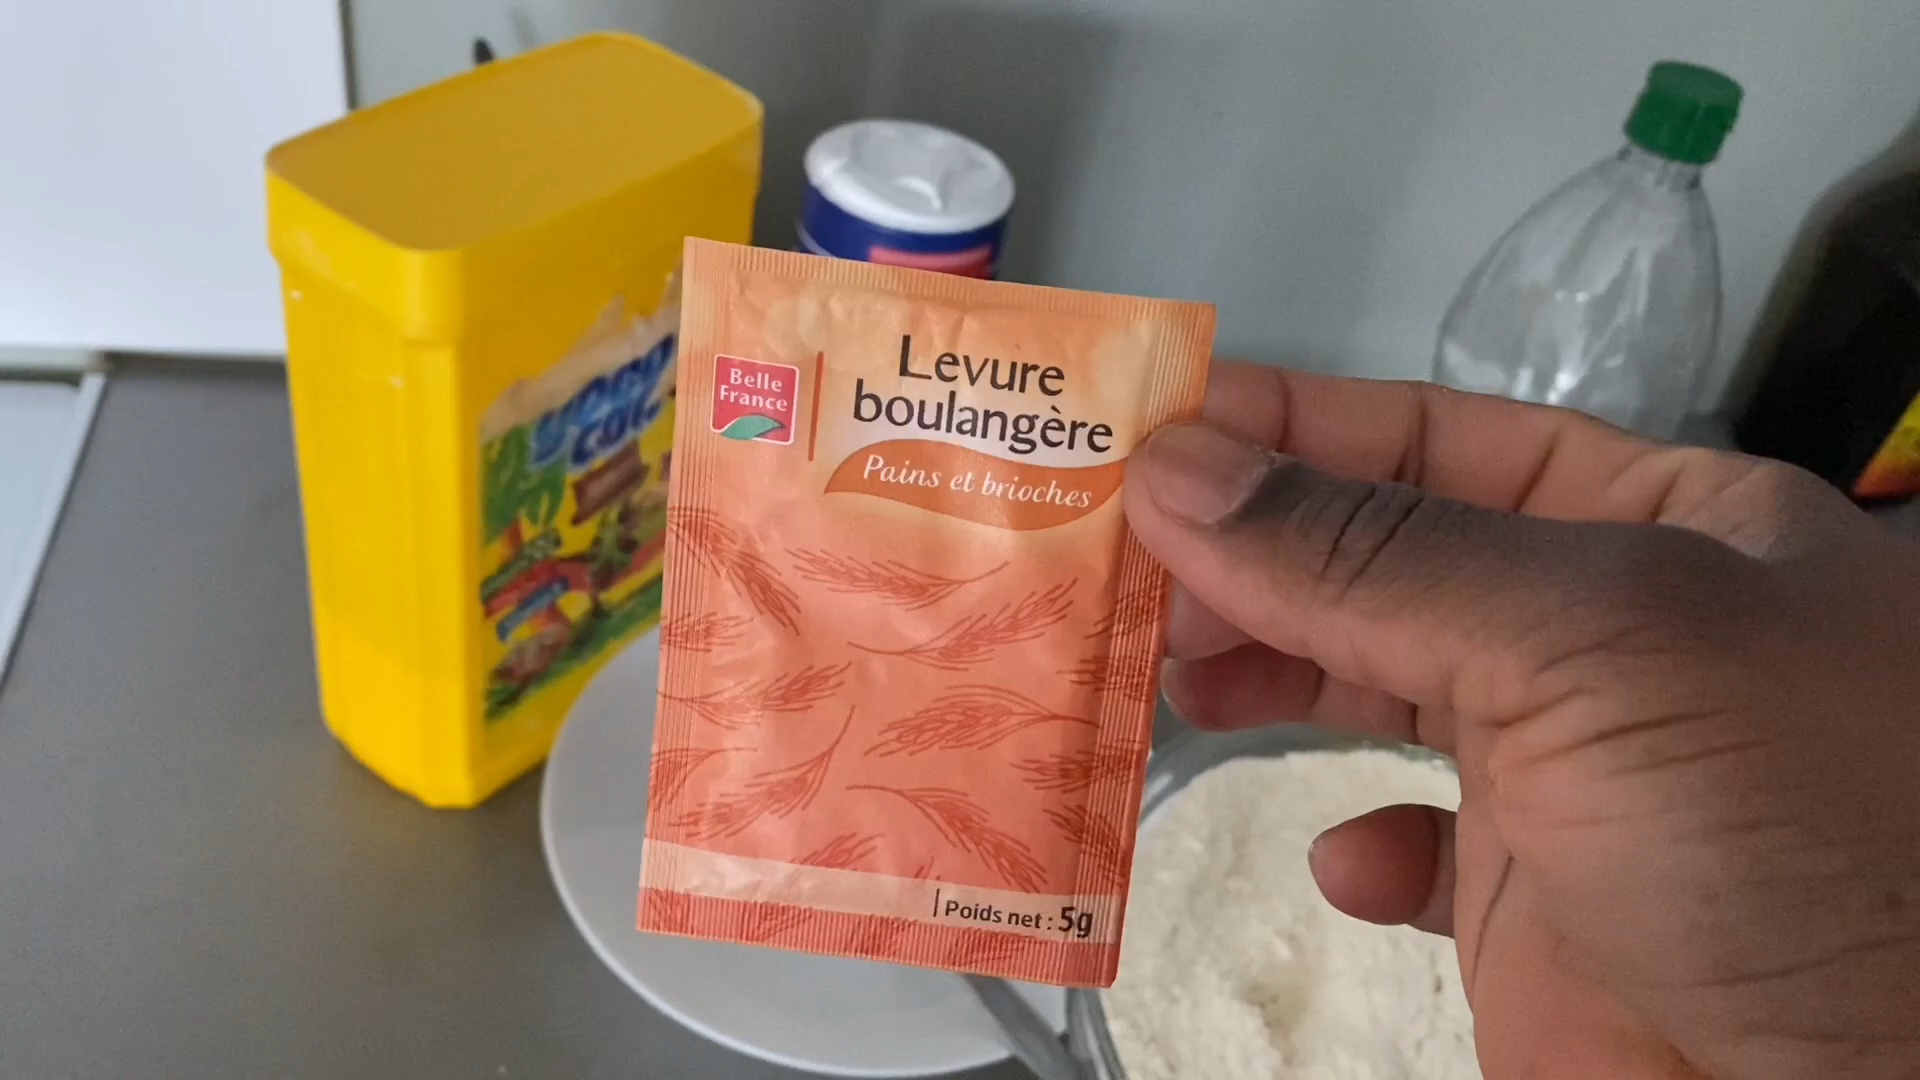 Belle
France
Levure
boulangère
Pains et brioches
Poids net : 5g